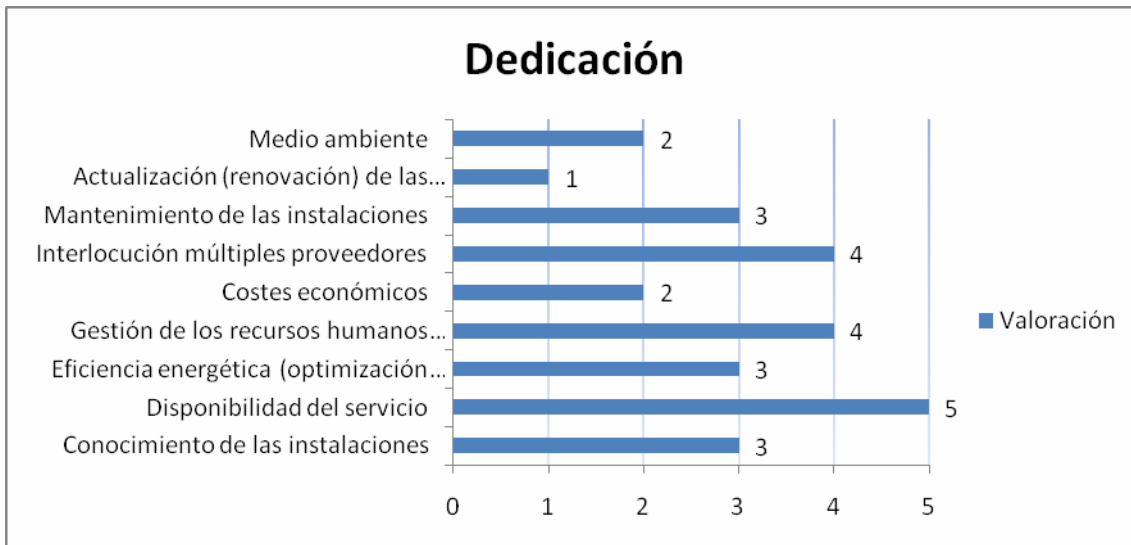 Dedicación
Medio ambiente
2
Actualización (renovación) de las...
1
Mantenimiento de las instalaciones
3
Interlocución múltiples proveedores
4
Costes económicos
2
Gestión de los recursos humanos...
4
Eficiencia energética (optimización...
3
Disponibilidad del servicio
5
Conocimiento de las instalaciones
3
0 1 2 3 4 5
Valoración